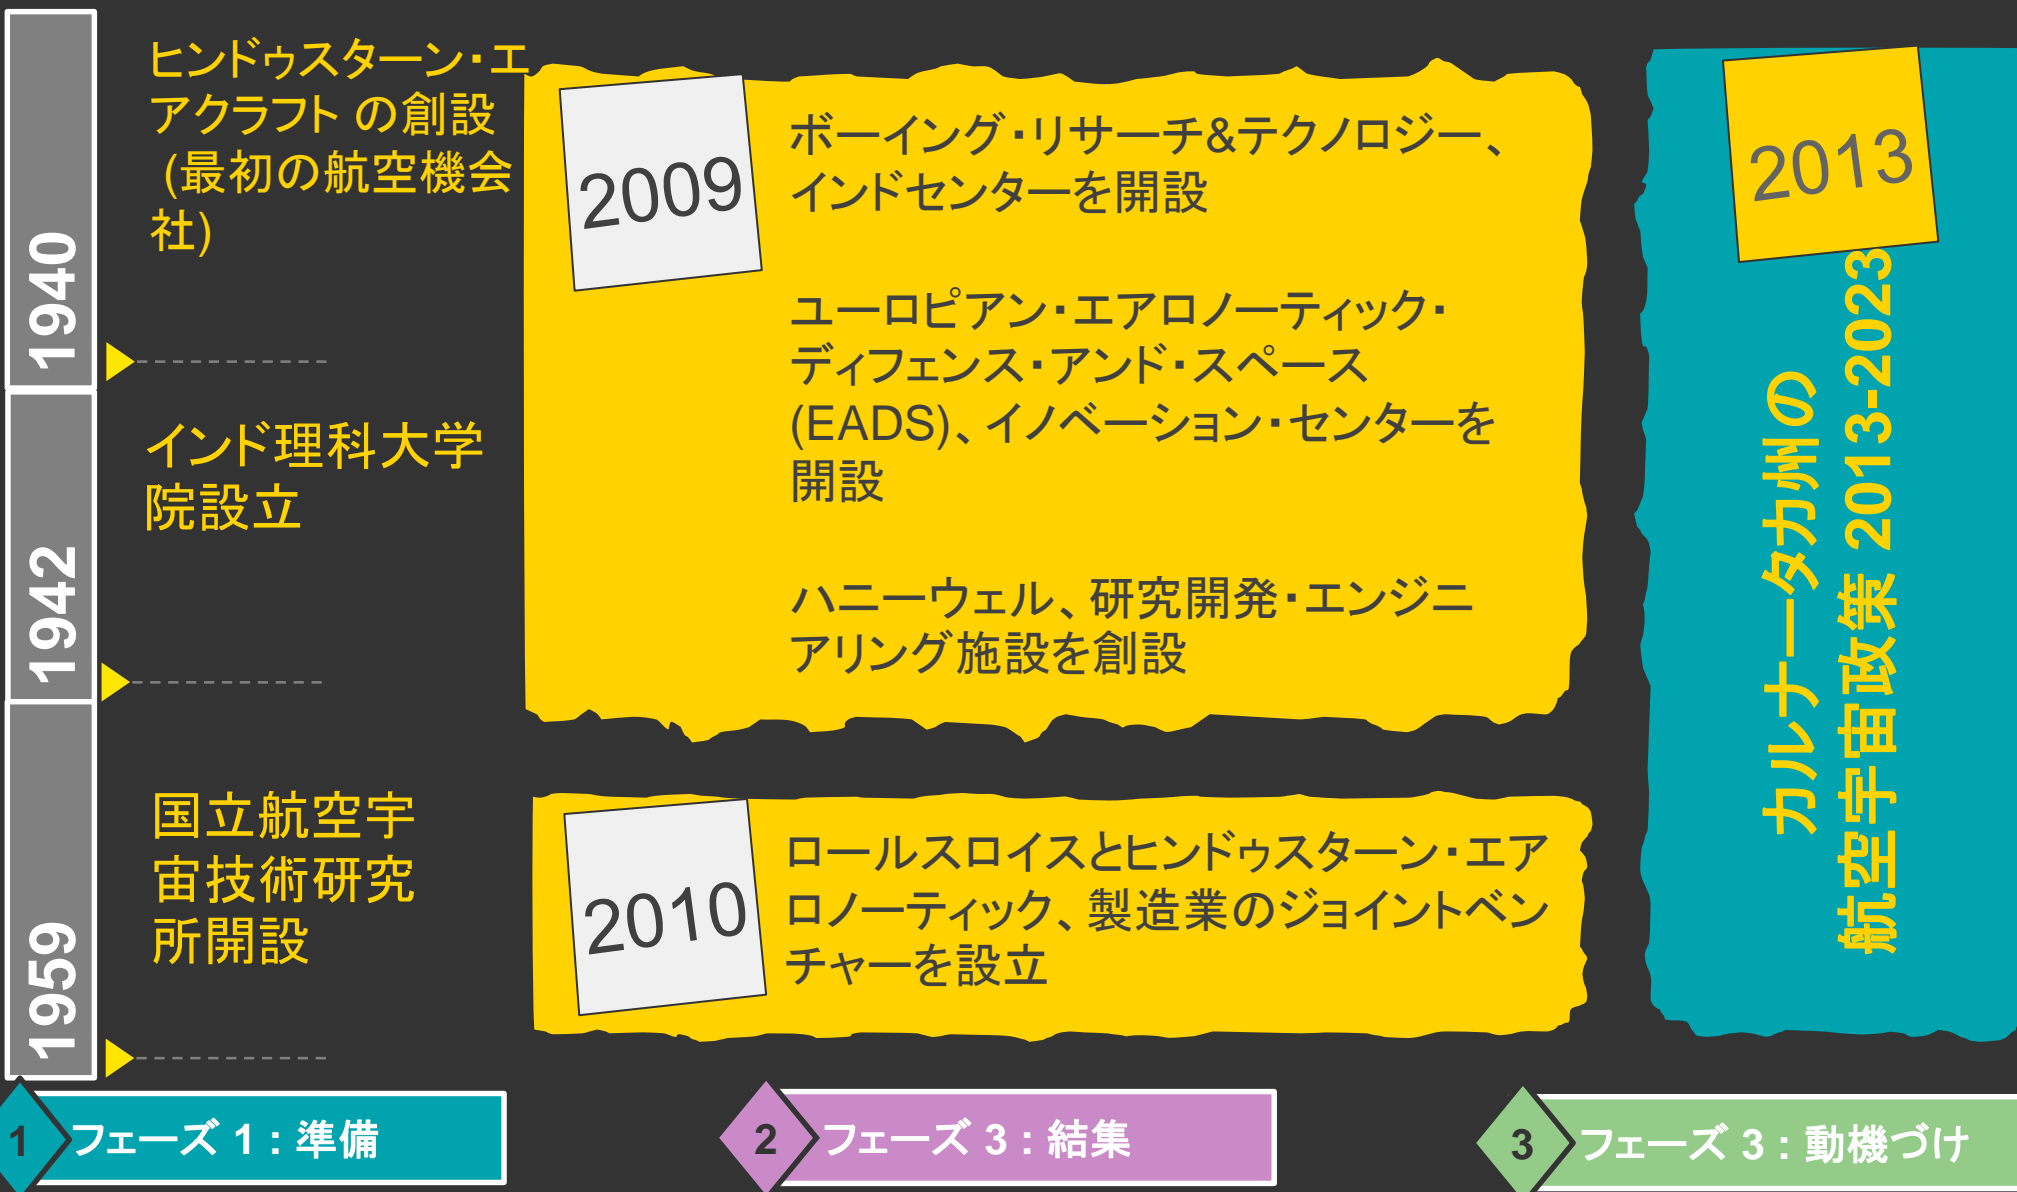 1940
ヒンドゥスターン・エ
アクラフト の創設
(最初の航空機会
社)
1942
インド理科大学
院設立
1959
国立航空宇
宙技術研究
所開設
2009
ボーイング・リサーチ&テクノロジー、
インドセンターを開設
ユーロピアン・エアロノーティック・
ディフェンス・アンド・スペース
(EADS)、イノベーション・センターを
開設
ハニーウェル、研究開発・エンジニ
アリング施設を創設
2010
ロールスロイスとヒンドゥスターン・エア
ロノーティック、製造業のジョイントベン
チャーを設立
2013
カルナータカ州の
航空宇宙政策 2013-2023
1
フェーズ 1 : 準備
2
フェーズ 3 : 結集
3
フェーズ 3 : 動機づけ